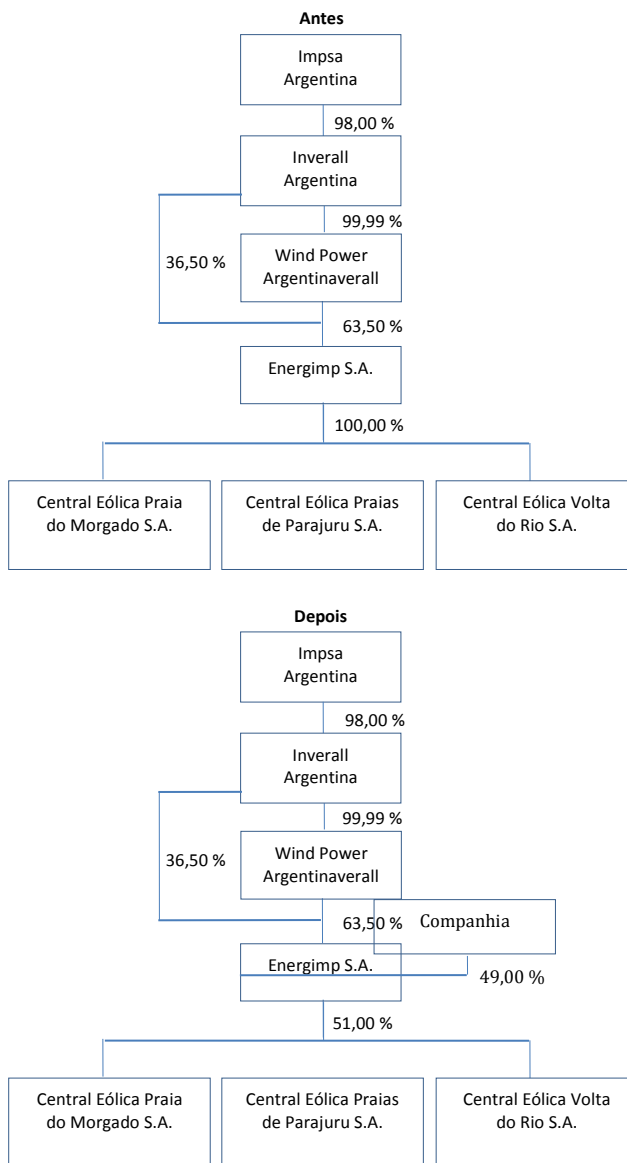 Antes
Impsa
Argentina
98,00 %
Inverall
Argentina
99,99 %
36,50 %
Wind Power
Argentinaverall
63,50 %
Energimp S.A.
100,00 %
Central Eólica Praia
do Morgado S.A.
Central Eólica Praias
de Parajuru S.A.
Central Eólica Volta
do Rio S.A.
Depois
Impsa
Argentina
98,00 %
Inverall
Argentina
99,99 %
36,50 %
Wind Power
Argentinaverall
63,50 %
Companhia
Energimp S.A.
49,00 %
51,00 %
Central Eólica Praia
do Morgado S.A.
Central Eólica Praias
de Parajuru S.A.
Central Eólica Volta
do Rio S.A.